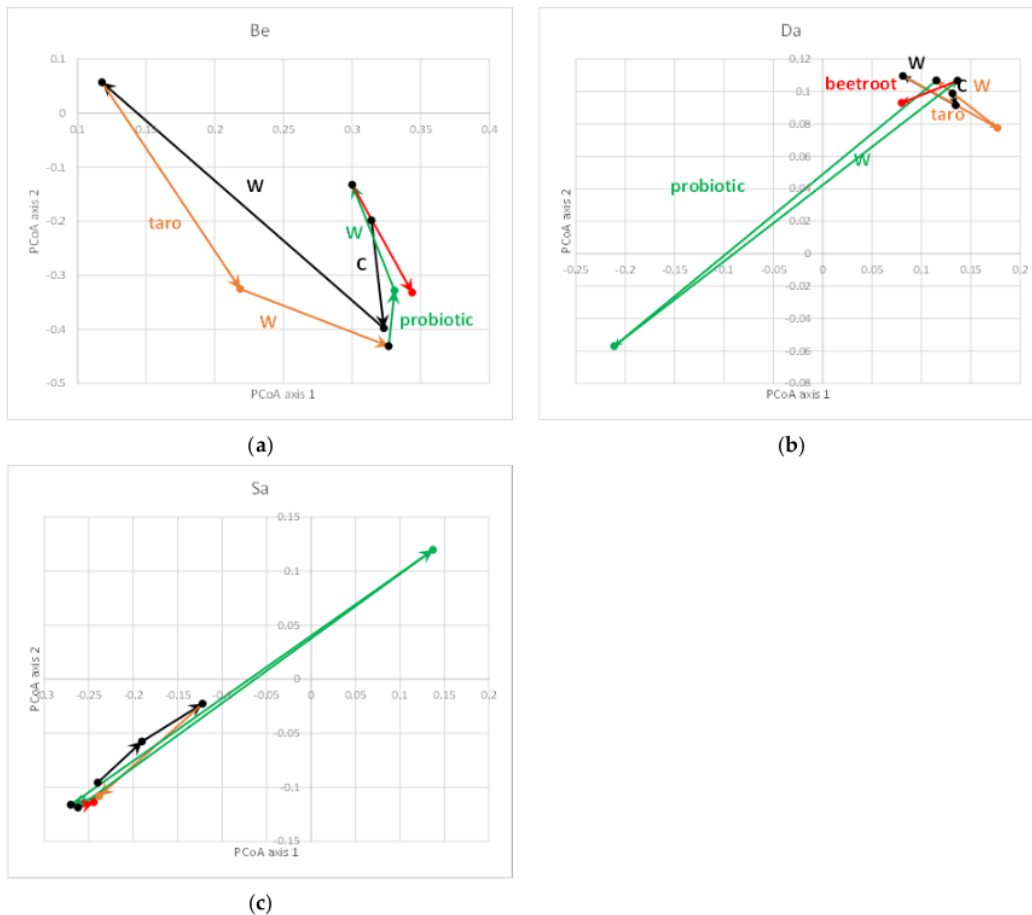 Be
0.1
0
-0.1
-0.2
-0.3
-0.4
-0.5
0.1
0.15
0.2
0.25
0.3
0.35
0.4
PCoA axis 2
PCoA axis 1
W
taro
W
W
C
probiotic
(a)
Da
0.12
0.1
0.08
0.06
0.04
0.02
0
-0.02
-0.04
-0.06
-0.08
-0.25
-0.2
-0.15
-0.1
-0.05
0
0.05
0.1
0.15
0.2
PCoA axis 2
PCoA axis 1
W
beetroot
C
W
taro
W
probiotic
(b)
Sa
0.15
0.1
0.05
0
-0.05
-0.1
-0.15
-0.3
-0.25
-0.2
-0.15
-0.1
-0.05
0
0.05
0.1
0.15
0.2
PCoA axis 2
PCoA axis 1
(c)